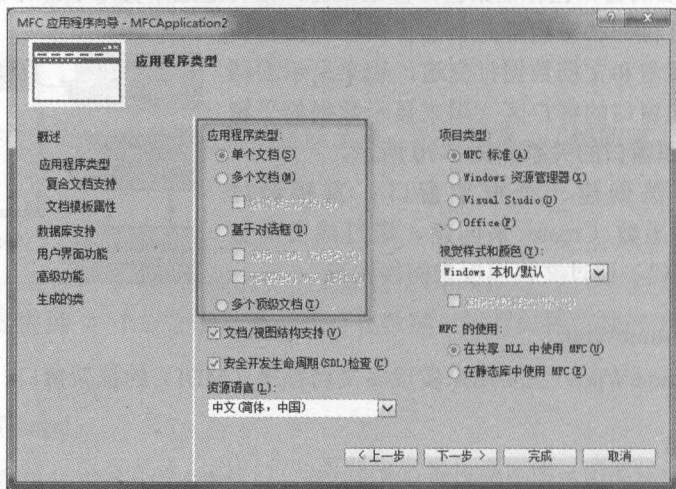 MFC 应用程序向导 - MFCApplication2
应用程序类型
概述
应用程序类型
复合文档支持
文档模板属性
数据库支持
用户界面功能
高级功能
生成的类
应用程序类型:
单个文档(S)
多个文档(M)
基于对话框(D)
多个顶级文档(T)
文档/视图结构支持(V)
安全开发生命周期(SDL)检查(C)
资源语言(L):
中文(简体，中国)
项目类型:
MFC 标准(A)
Windows 资源管理器(X)
Visual Studio(O)
Office(F)
视觉样式和颜色(Y):
Windows 本机/默认
MFC 的使用:
在共享 DLL 中使用 MFC(U)
在静态库中使用 MFC(E)
< 上一步
下一步 >
完成
取消